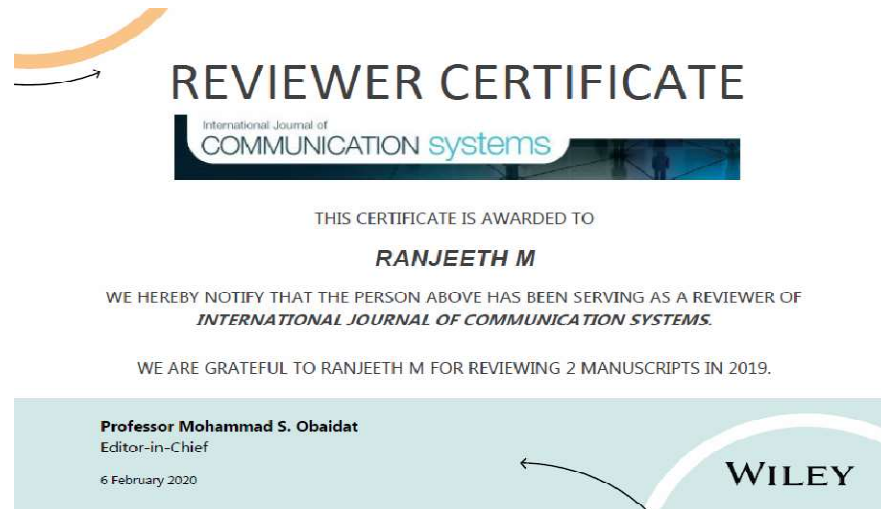 REVIEWER CERTIFICATE
International Journal of
COMMUNICATION systems
THIS CERTIFICATE IS AWARDED TO
RANJEETH M
WE HEREBY NOTIFY THAT THE PERSON ABOVE HAS BEEN SERVING AS A REVIEWER OF
INTERNATIONAL JOURNAL OF COMMUNICATION SYSTEMS.
WE ARE GRATEFUL TO RANJEETH M FOR REVIEWING 2 MANUSCRIPTS IN 2019.
Professor Mohammad S. Obaidat
Editor-in-Chief
6 February 2020
WILEY